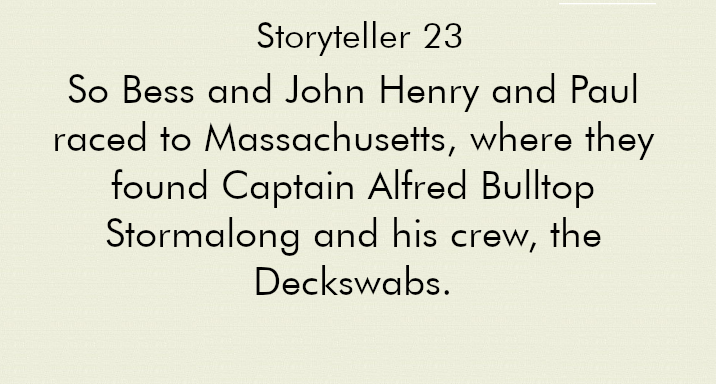 Storyteller 23
So Bess and John Henry and Paul
raced to Massachusetts, where they
found Captain Alfred Bulltop
Stormalong and his crew, the
Deckswabs.